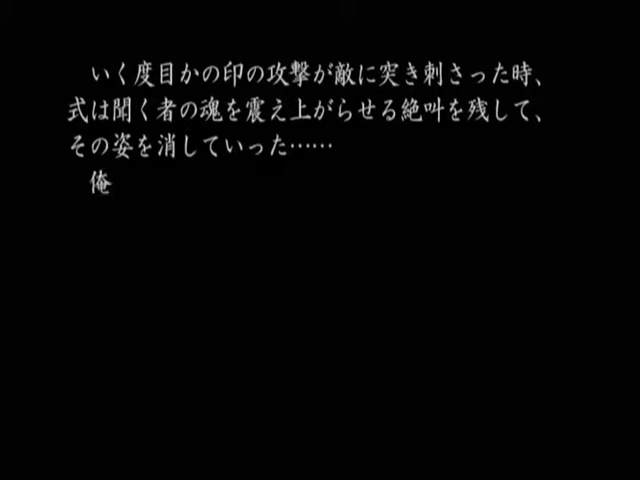 いく度目かの印の攻撃が敵に突き刺さった時、
式は聞く者の魂を震え上がらせる絶叫を残して、
その姿を消していった……
俺